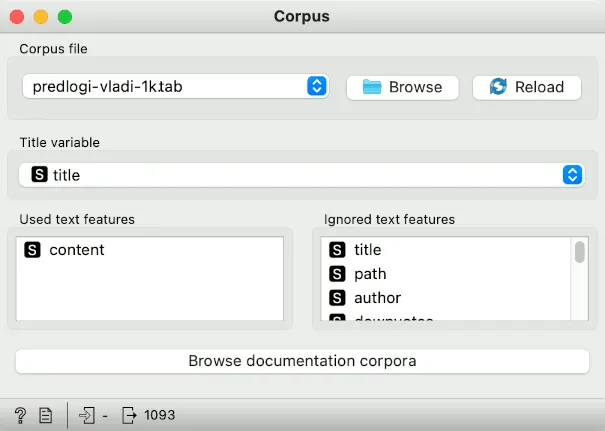 Corpus
Corpus file
predlogi-vladi-1k.tab
Browse
Reload
Title variable
S title
Used text features
Ignored text features
S content
S title
S path
S author
S downvotes
Browse documentation corpora
? - 1093